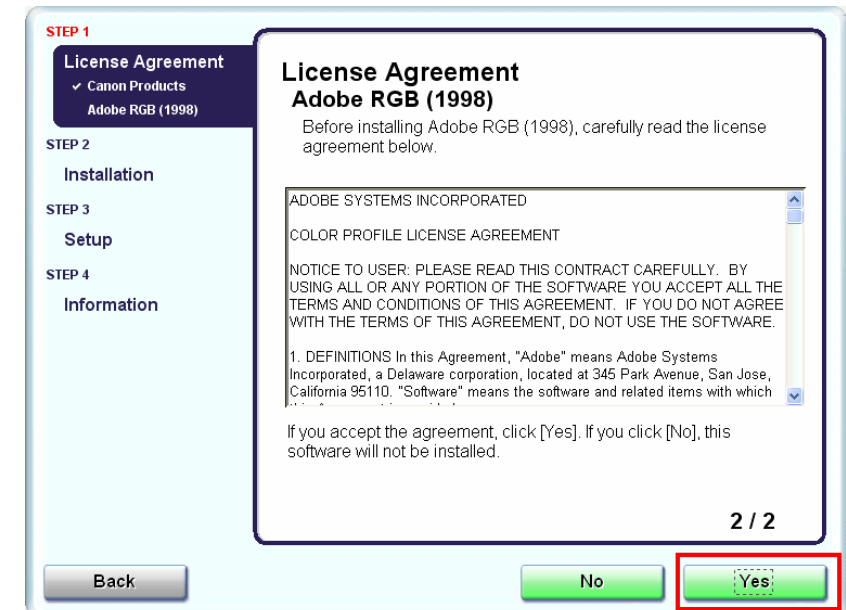 STEP 1
License Agreement
✓ Canon Products
Adobe RGB (1998)
STEP 2
Installation
STEP 3
Setup
STEP 4
Information
License Agreement
Adobe RGB (1998)
Before installing Adobe RGB (1998), carefully read the license
agreement below.
ADOBE SYSTEMS INCORPORATED
COLOR PROFILE LICENSE AGREEMENT
NOTICE TO USER: PLEASE READ THIS CONTRACT CAREFULLY. BY
USING ALL OR ANY PORTION OF THE SOFTWARE YOU ACCEPT ALL THE
TERMS AND CONDITIONS OF THIS AGREEMENT. IF YOU DO NOT AGREE
WITH THE TERMS OF THIS AGREEMENT, DO NOT USE THE SOFTWARE.
1. DEFINITIONS In this Agreement, "Adobe" means Adobe Systems
Incorporated, a Delaware corporation, located at 345 Park Avenue, San Jose,
California 95110. "Software" means the software and related items with which
If you accept the agreement, click [Yes]. If you click [No], this
software will not be installed.
2 / 2
Back
No
Yes